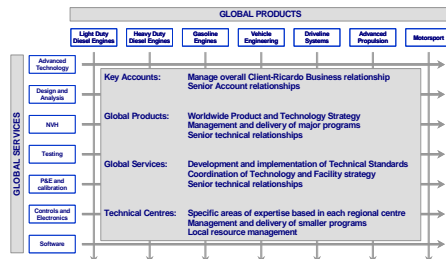 GLOBAL PRODUCTS
Light Duty
Diesel Engines
Heavy Duty
Diesel Engines
Gasoline
Engines
Vehicle
Engineering
Driveline
Systems
Advanced
Propulsion
Motorsport
GLOBAL SERVICES
Advanced
Technology
Design and
Analysis
NVH
Testing
P&E and
calibration
Controls and
Electronics
Software
Key Accounts: Manage overall Client-Ricardo Business relationship
Senior Account relationships
Global Products: Worldwide Product and Technology Strategy
Management and delivery of major programs
Senior technical relationships
Global Services: Development and implementation of Technical Standards
Coordination of Technology and Facility strategy
Senior technical relationships
Technical Centres: Specific areas of expertise based in each regional centre
Management and delivery of smaller programs
Local resource management